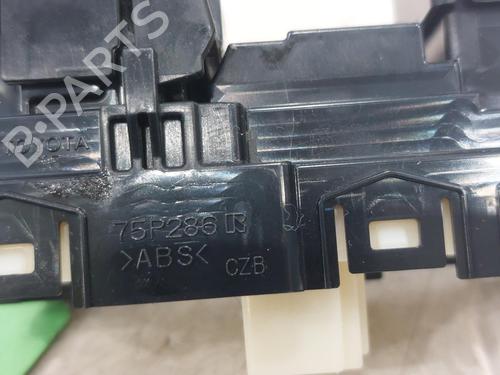 B-PARTS
TOYOTA
75P286 R
>ABS<
CZB